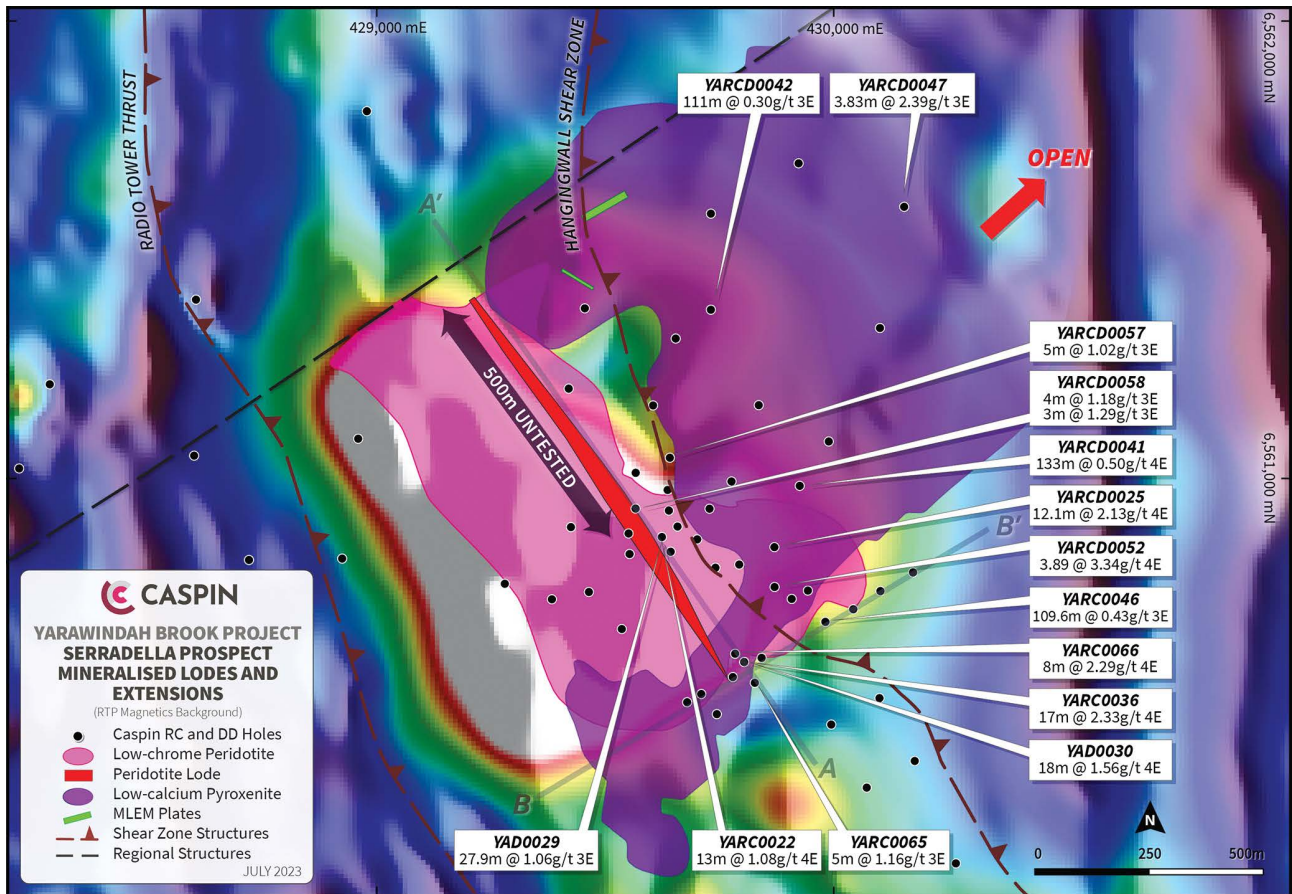 429,000 mE
430,000 mE
6,562,000 mN
RADIO TOWER THRUST
HANGINGWALL SHEAR ZONE
YARCD0042
111m @ 0.30g/t 3E
YARCD0047
3.83m @ 2.39g/t 3E
OPEN
A'
500m UNTESTED
YARCD0057
5m @ 1.02g/t 3E
YARCD0058
4m @ 1.18g/t 3E
3m @ 1.29g/t 3E
YARCD0041
133m @ 0.50g/t 4E
6,561,000 mN
YARCD0025
12.1m @ 2.13g/t 4E
B'
YARCD0052
3.89 @ 3.34g/t 4E
YARC0046
109.6m @ 0.43g/t 3E
YARC0066
8m @ 2.29g/t 4E
YARC0036
17m @ 2.33g/t 4E
YAD0030
18m @ 1.56g/t 4E
A
B
YAD0029
27.9m @ 1.06g/t 3E
YARC0022
13m @ 1.08g/t 4E
YARC0065
5m @ 1.16g/t 3E
CASPIN
YARAWINDAH BROOK PROJECT
SERRADELLA PROSPECT
MINERALISED LODES AND
EXTENSIONS
(RTP Magnetics Background)
Caspin RC and DD Holes
Low-chrome Peridotite
Peridotite Lode
Low-calcium Pyroxenite
MLEM Plates
Shear Zone Structures
Regional Structures
JULY 2023
N
0 250 500m